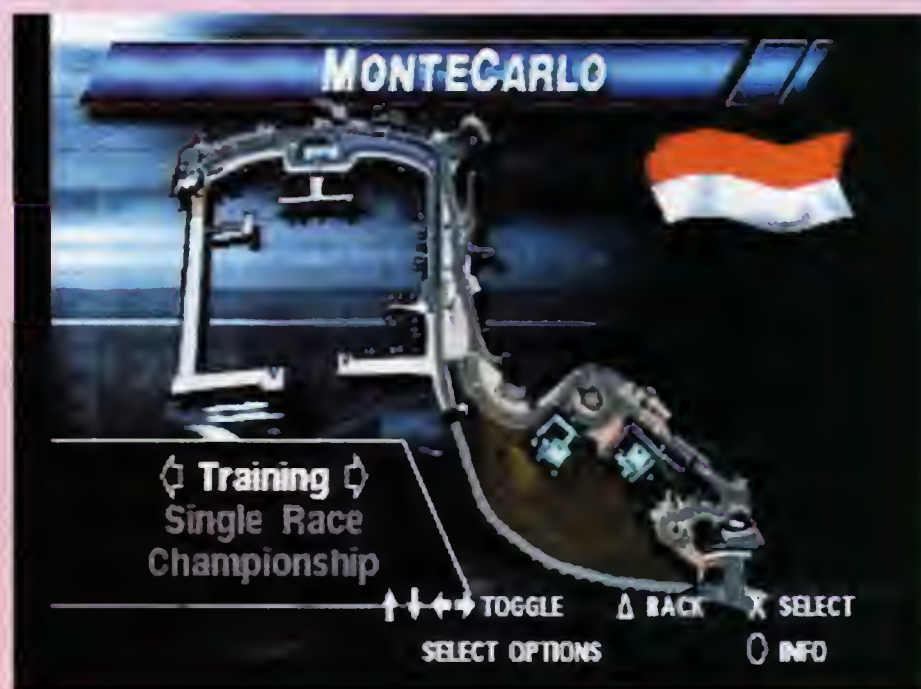 MONTECARLO
Training
Single Race
Championship
TOGGLE △ BACK X SELECT
SELECT OPTIONS O INFO